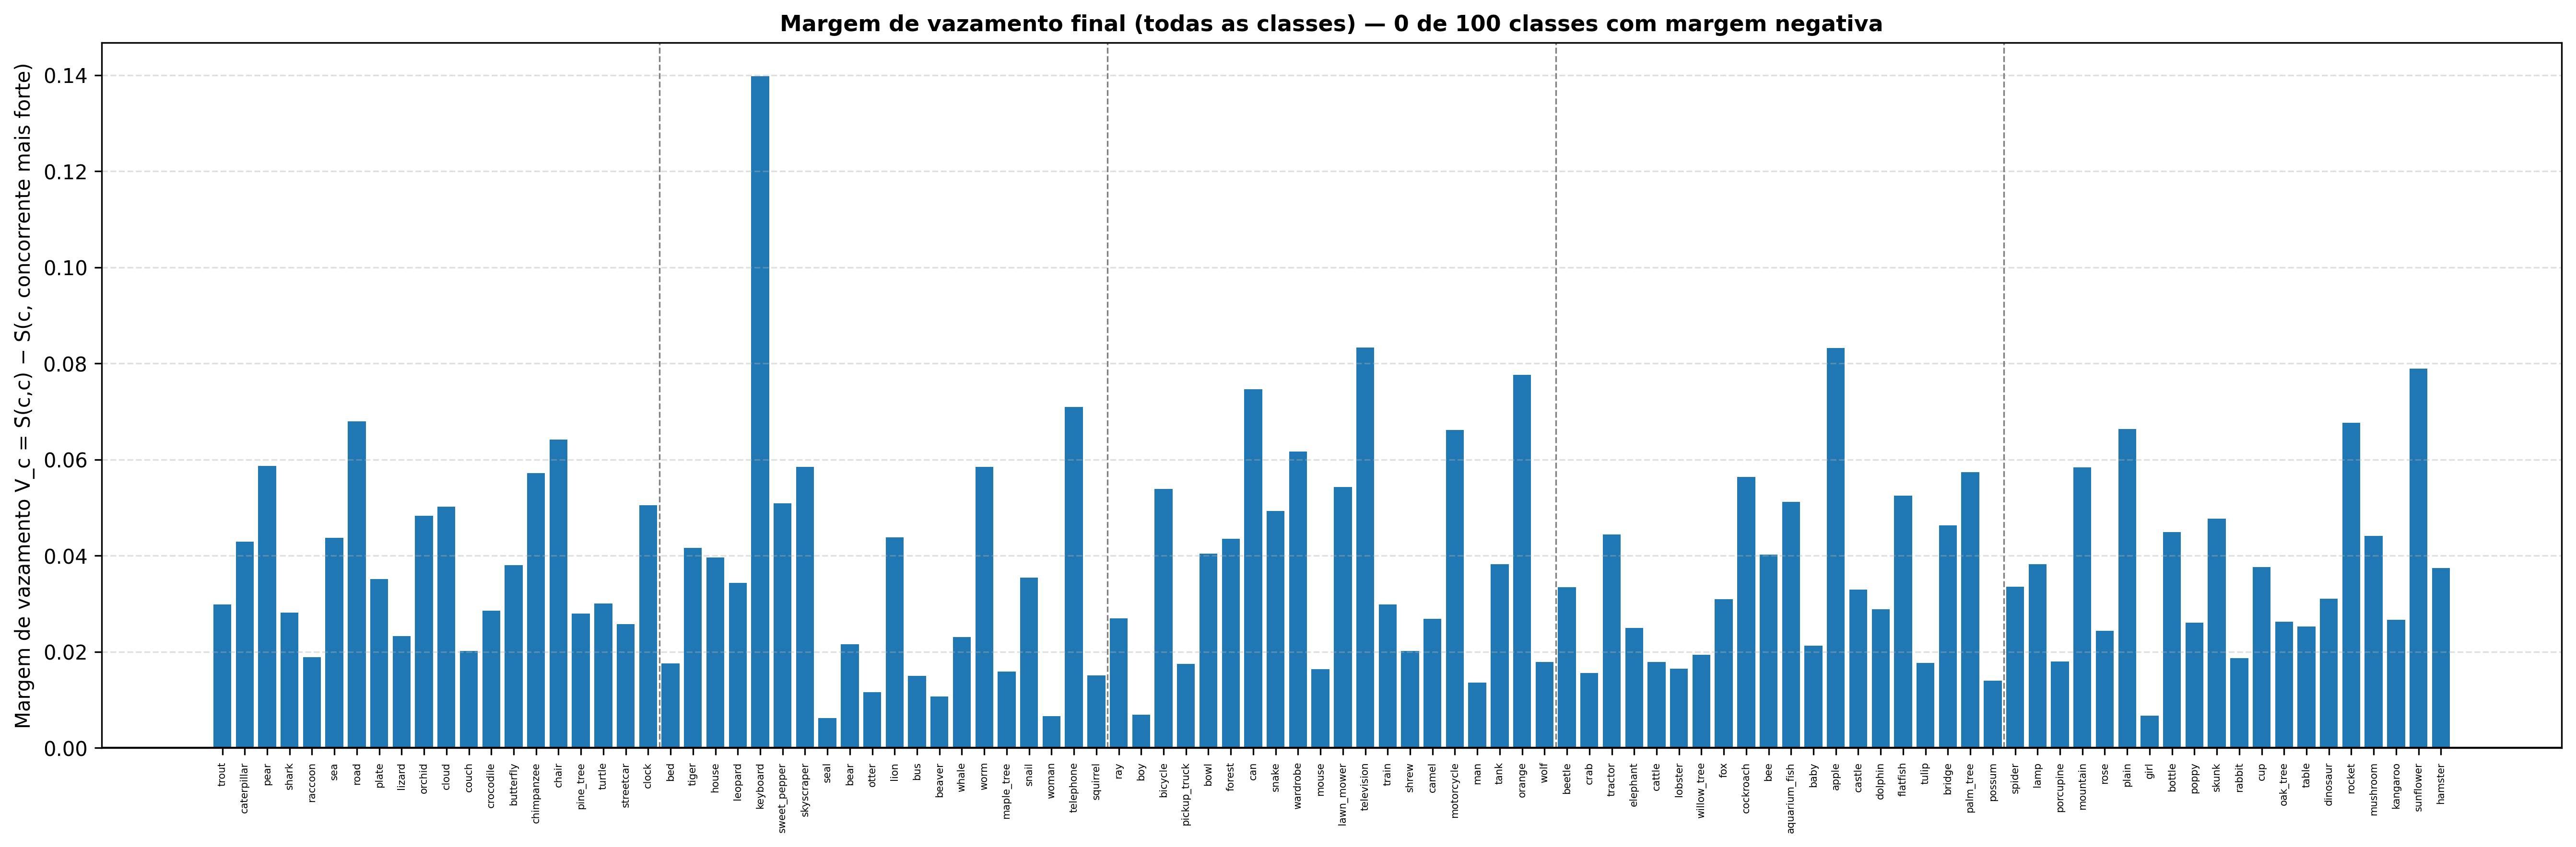 Margem de vazamento final (todas as classes) — 0 de 100 classes com margem negativa
Margem de vazamento V_c = S(c,c) − S(c, concorrente mais forte)
0.14
0.12
0.10
0.08
0.06
0.04
0.02
0.00
trout
caterpillar
pear
shark
raccoon
sea
road
plate
lizard
orchid
cloud
couch
crocodile
butterfly
chimpanzee
chair
pine_tree
turtle
streetcar
clock
bed
tiger
house
leopard
keyboard
sweet_pepper
skyscraper
seal
bear
otter
lion
bus
beaver
whale
worm
maple_tree
snail
woman
telephone
squirrel
ray
boy
bicycle
pickup_truck
bowl
forest
can
snake
wardrobe
mouse
lawn_mower
television
train
shrew
camel
motorcycle
man
tank
orange
wolf
beetle
crab
tractor
elephant
cattle
lobster
willow_tree
fox
cockroach
bee
aquarium_fish
baby
apple
castle
dolphin
flatfish
tulip
bridge
palm_tree
possum
spider
lamp
porcupine
mountain
rose
plain
girl
bottle
poppy
skunk
rabbit
cup
oak_tree
table
dinosaur
rocket
mushroom
kangaroo
sunflower
hamster